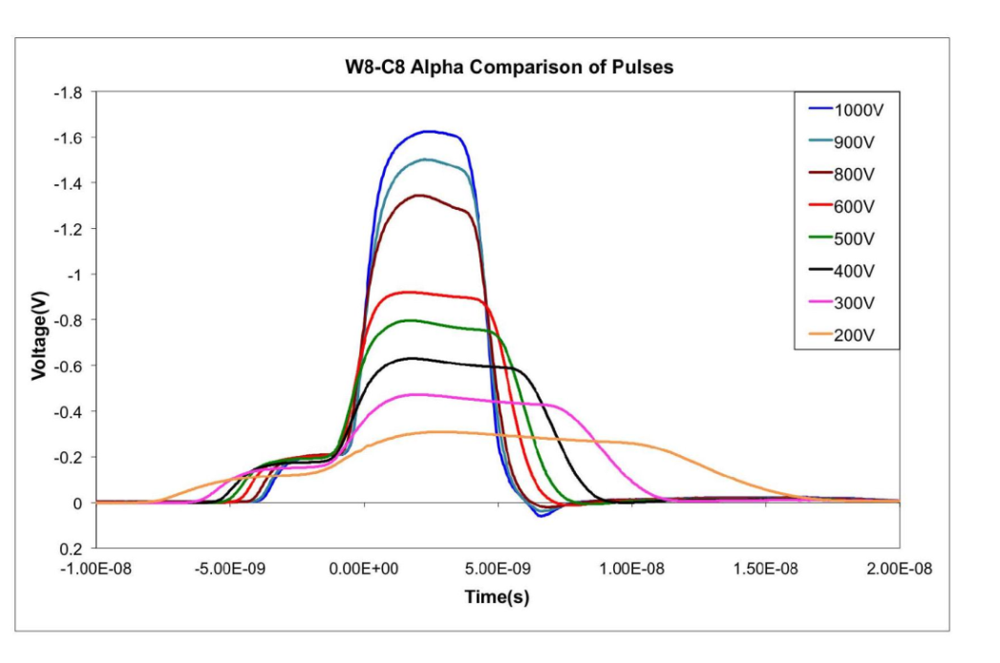 W8-C8 Alpha Comparison of Pulses
-1.8
-1.6
-1.4
-1.2
-1
-0.8
-0.6
-0.4
-0.2
0
0.2
Voltage(V)
1000V
900V
800V
600V
500V
400V
300V
200V
-1.00E-08 -5.00E-09 0.00E+00 5.00E-09 1.00E-08 1.50E-08 2.00E-08
Time(s)